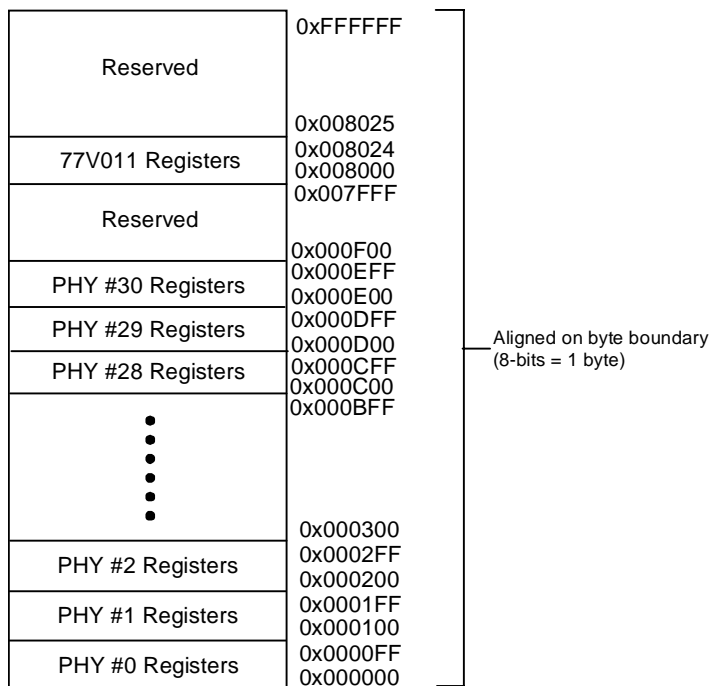 0xFFFFFF
Reserved
0x008025
0x008024
77V011 Registers
0x008000
0x007FFF
Reserved
0x000F00
0x000EFF
PHY #30 Registers
0x000E00
0x000DFF
PHY #29 Registers
0x000D00
0x000CFF
PHY #28 Registers
0x000C00
0x000BFF
0x000300
0x0002FF
PHY #2 Registers
0x000200
0x0001FF
PHY #1 Registers
0x000100
0x0000FF
PHY #0 Registers
0x000000
Aligned on byte boundary
(8-bits = 1 byte)